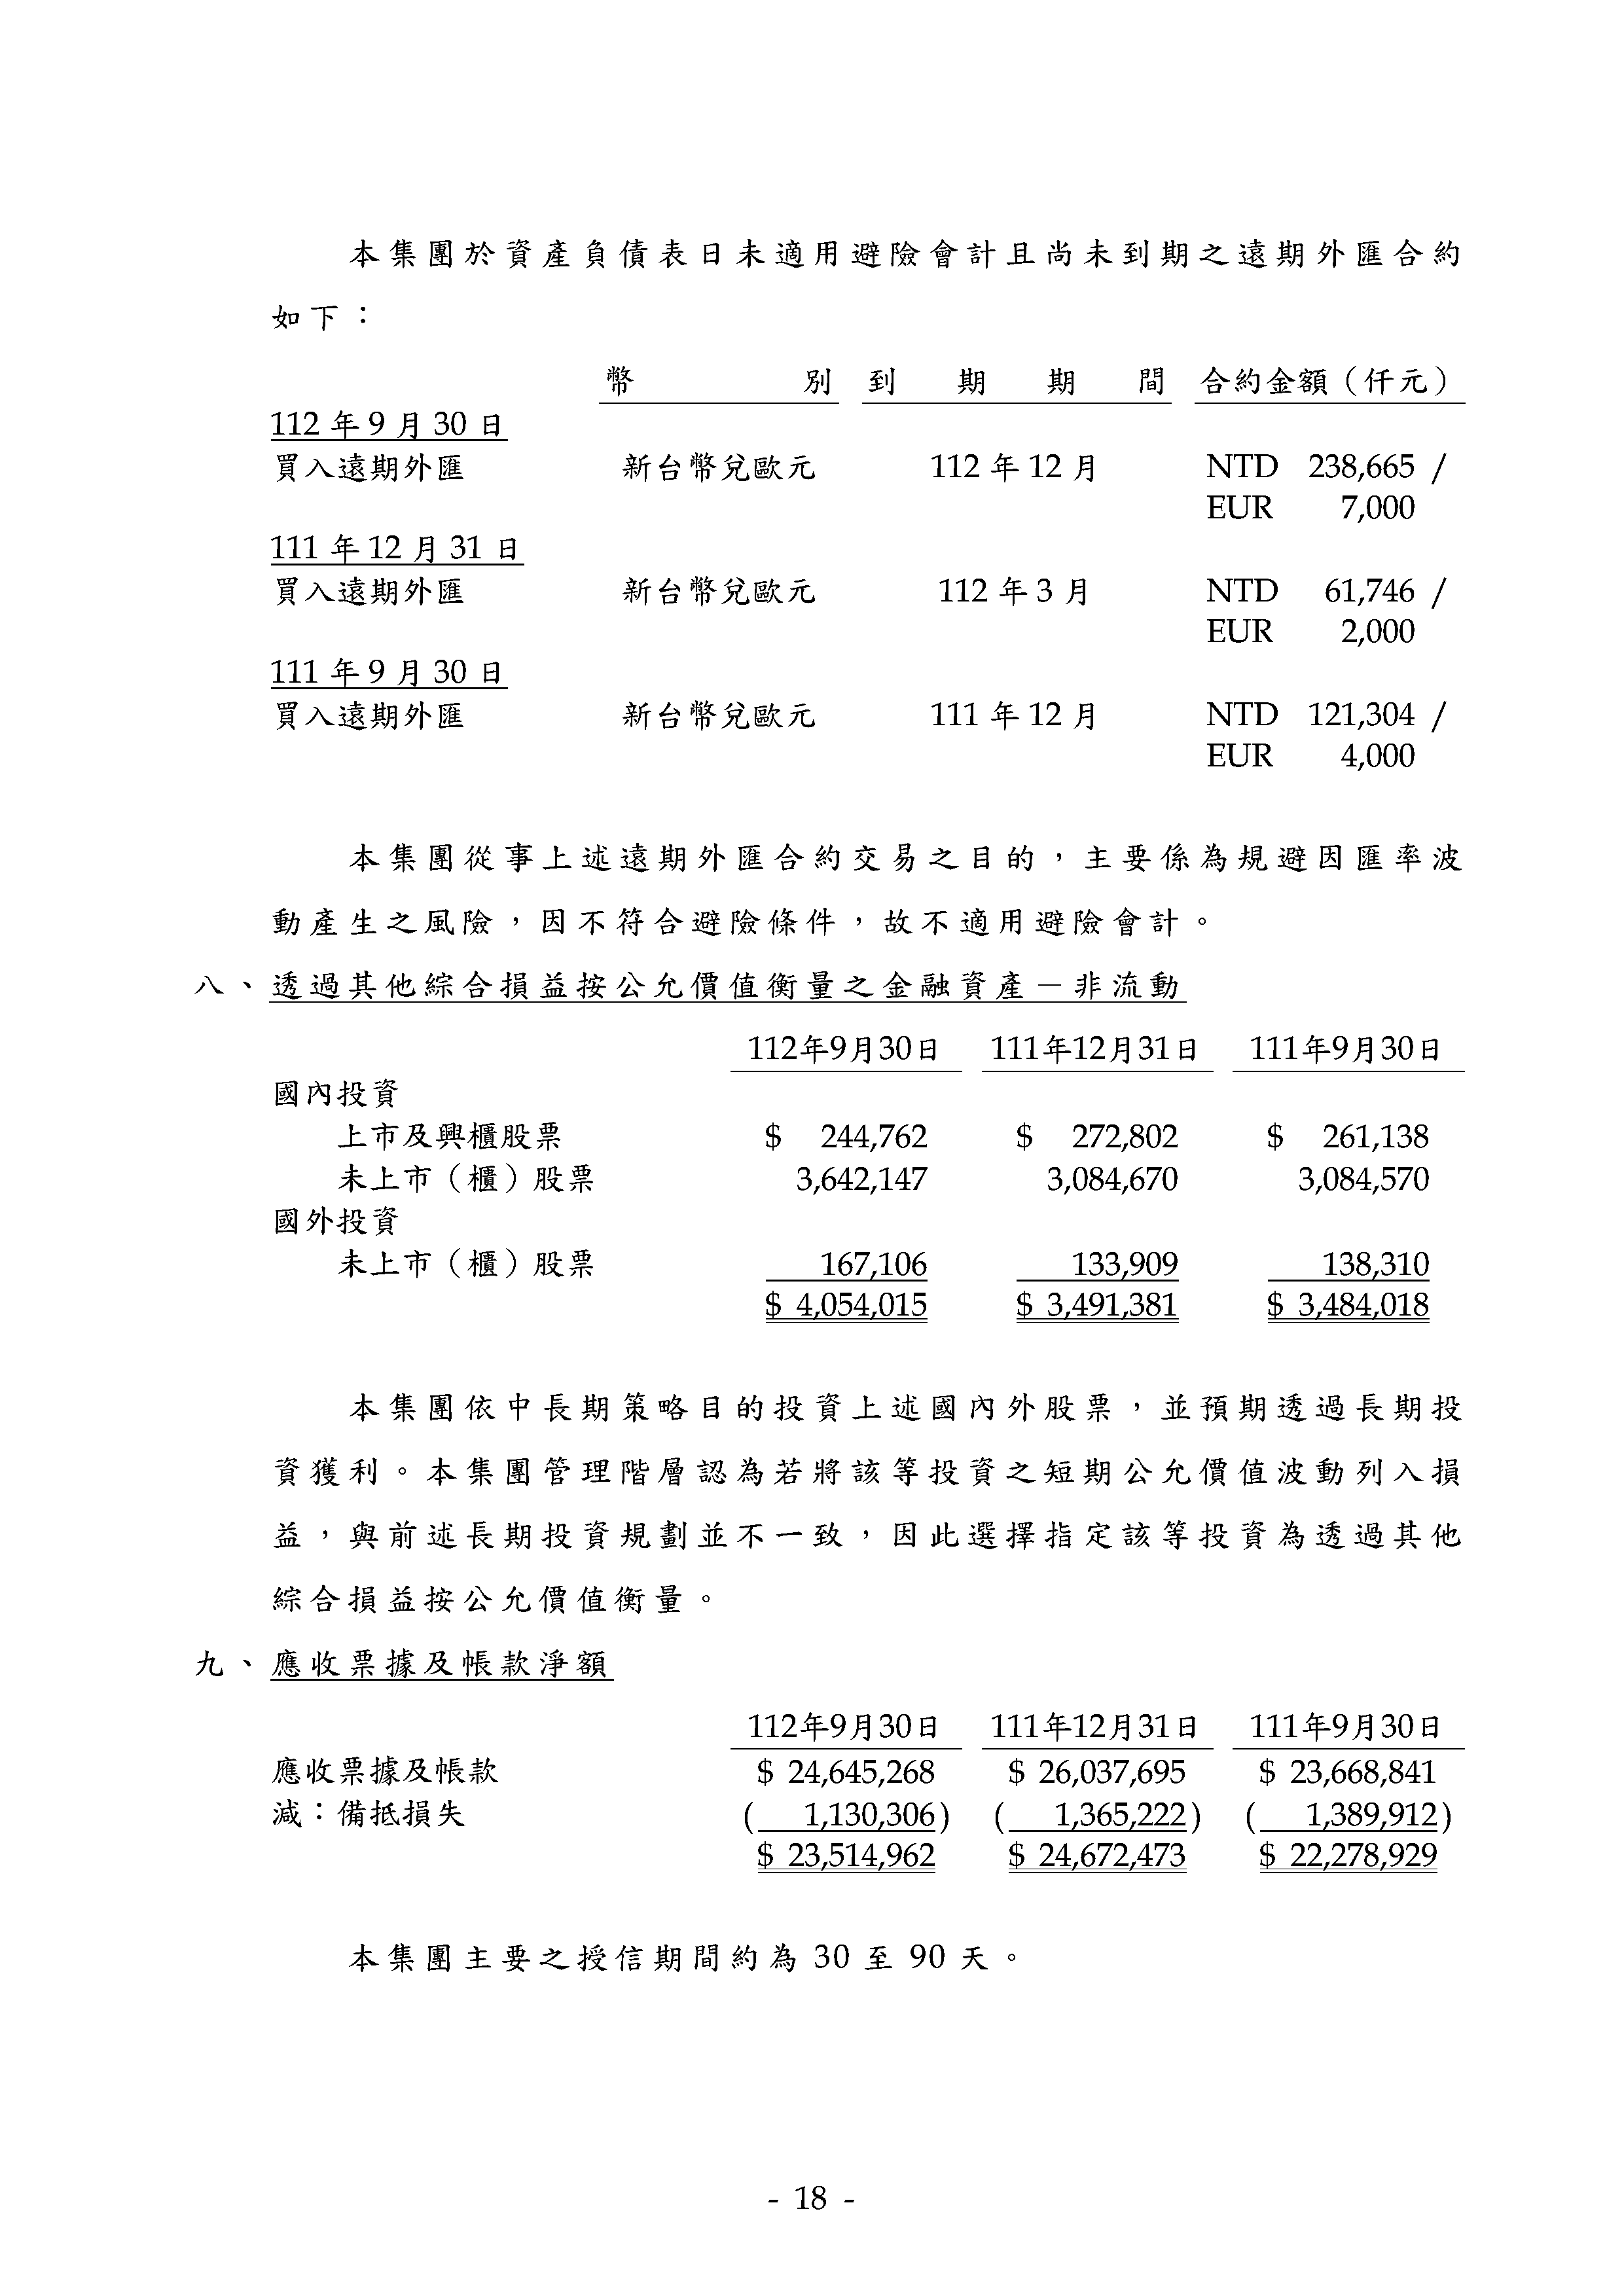 本集團於資產負債表日未適用避險會計且尚未到期之遠期外匯合約
如下：
幣別 到期期間 合約金額（仟元）
112 年 9 月 30 日
買入遠期外匯 新台幣兌歐元 112 年 12 月 NTD 238,665 /
EUR 7,000
111 年 12 月 31 日
買入遠期外匯 新台幣兌歐元 112 年 3 月 NTD 61,746 /
EUR 2,000
111 年 9 月 30 日
買入遠期外匯 新台幣兌歐元 111 年 12 月 NTD 121,304 /
EUR 4,000
本集團從事上述遠期外匯合約交易之目的，主要係為規避因匯率波
動產生之風險，因不符合避險條件，故不適用避險會計。
八、透過其他綜合損益按公允價值衡量之金融資產－非流動
112年9月30日 111年12月31日 111年9月30日
國內投資
上市及興櫃股票 $ 244,762 $ 272,802 $ 261,138
未上市（櫃）股票 3,642,147 3,084,670 3,084,570
國外投資
未上市（櫃）股票 167,106 133,909 138,310
$ 4,054,015 $ 3,491,381 $ 3,484,018
本集團依中長期策略目的投資上述國內外股票，並預期透過長期投
資獲利。本集團管理階層認為若將該等投資之短期公允價值波動列入損
益，與前述長期投資規劃並不一致，因此選擇指定該等投資為透過其他
綜合損益按公允價值衡量。
九、應收票據及帳款淨額
112年9月30日 111年12月31日 111年9月30日
應收票據及帳款 $ 24,645,268 $ 26,037,695 $ 23,668,841
減：備抵損失 ( 1,130,306) ( 1,365,222) ( 1,389,912)
$ 23,514,962 $ 24,672,473 $ 22,278,929
本集團主要之授信期間約為 30 至 90 天。
- 18 -